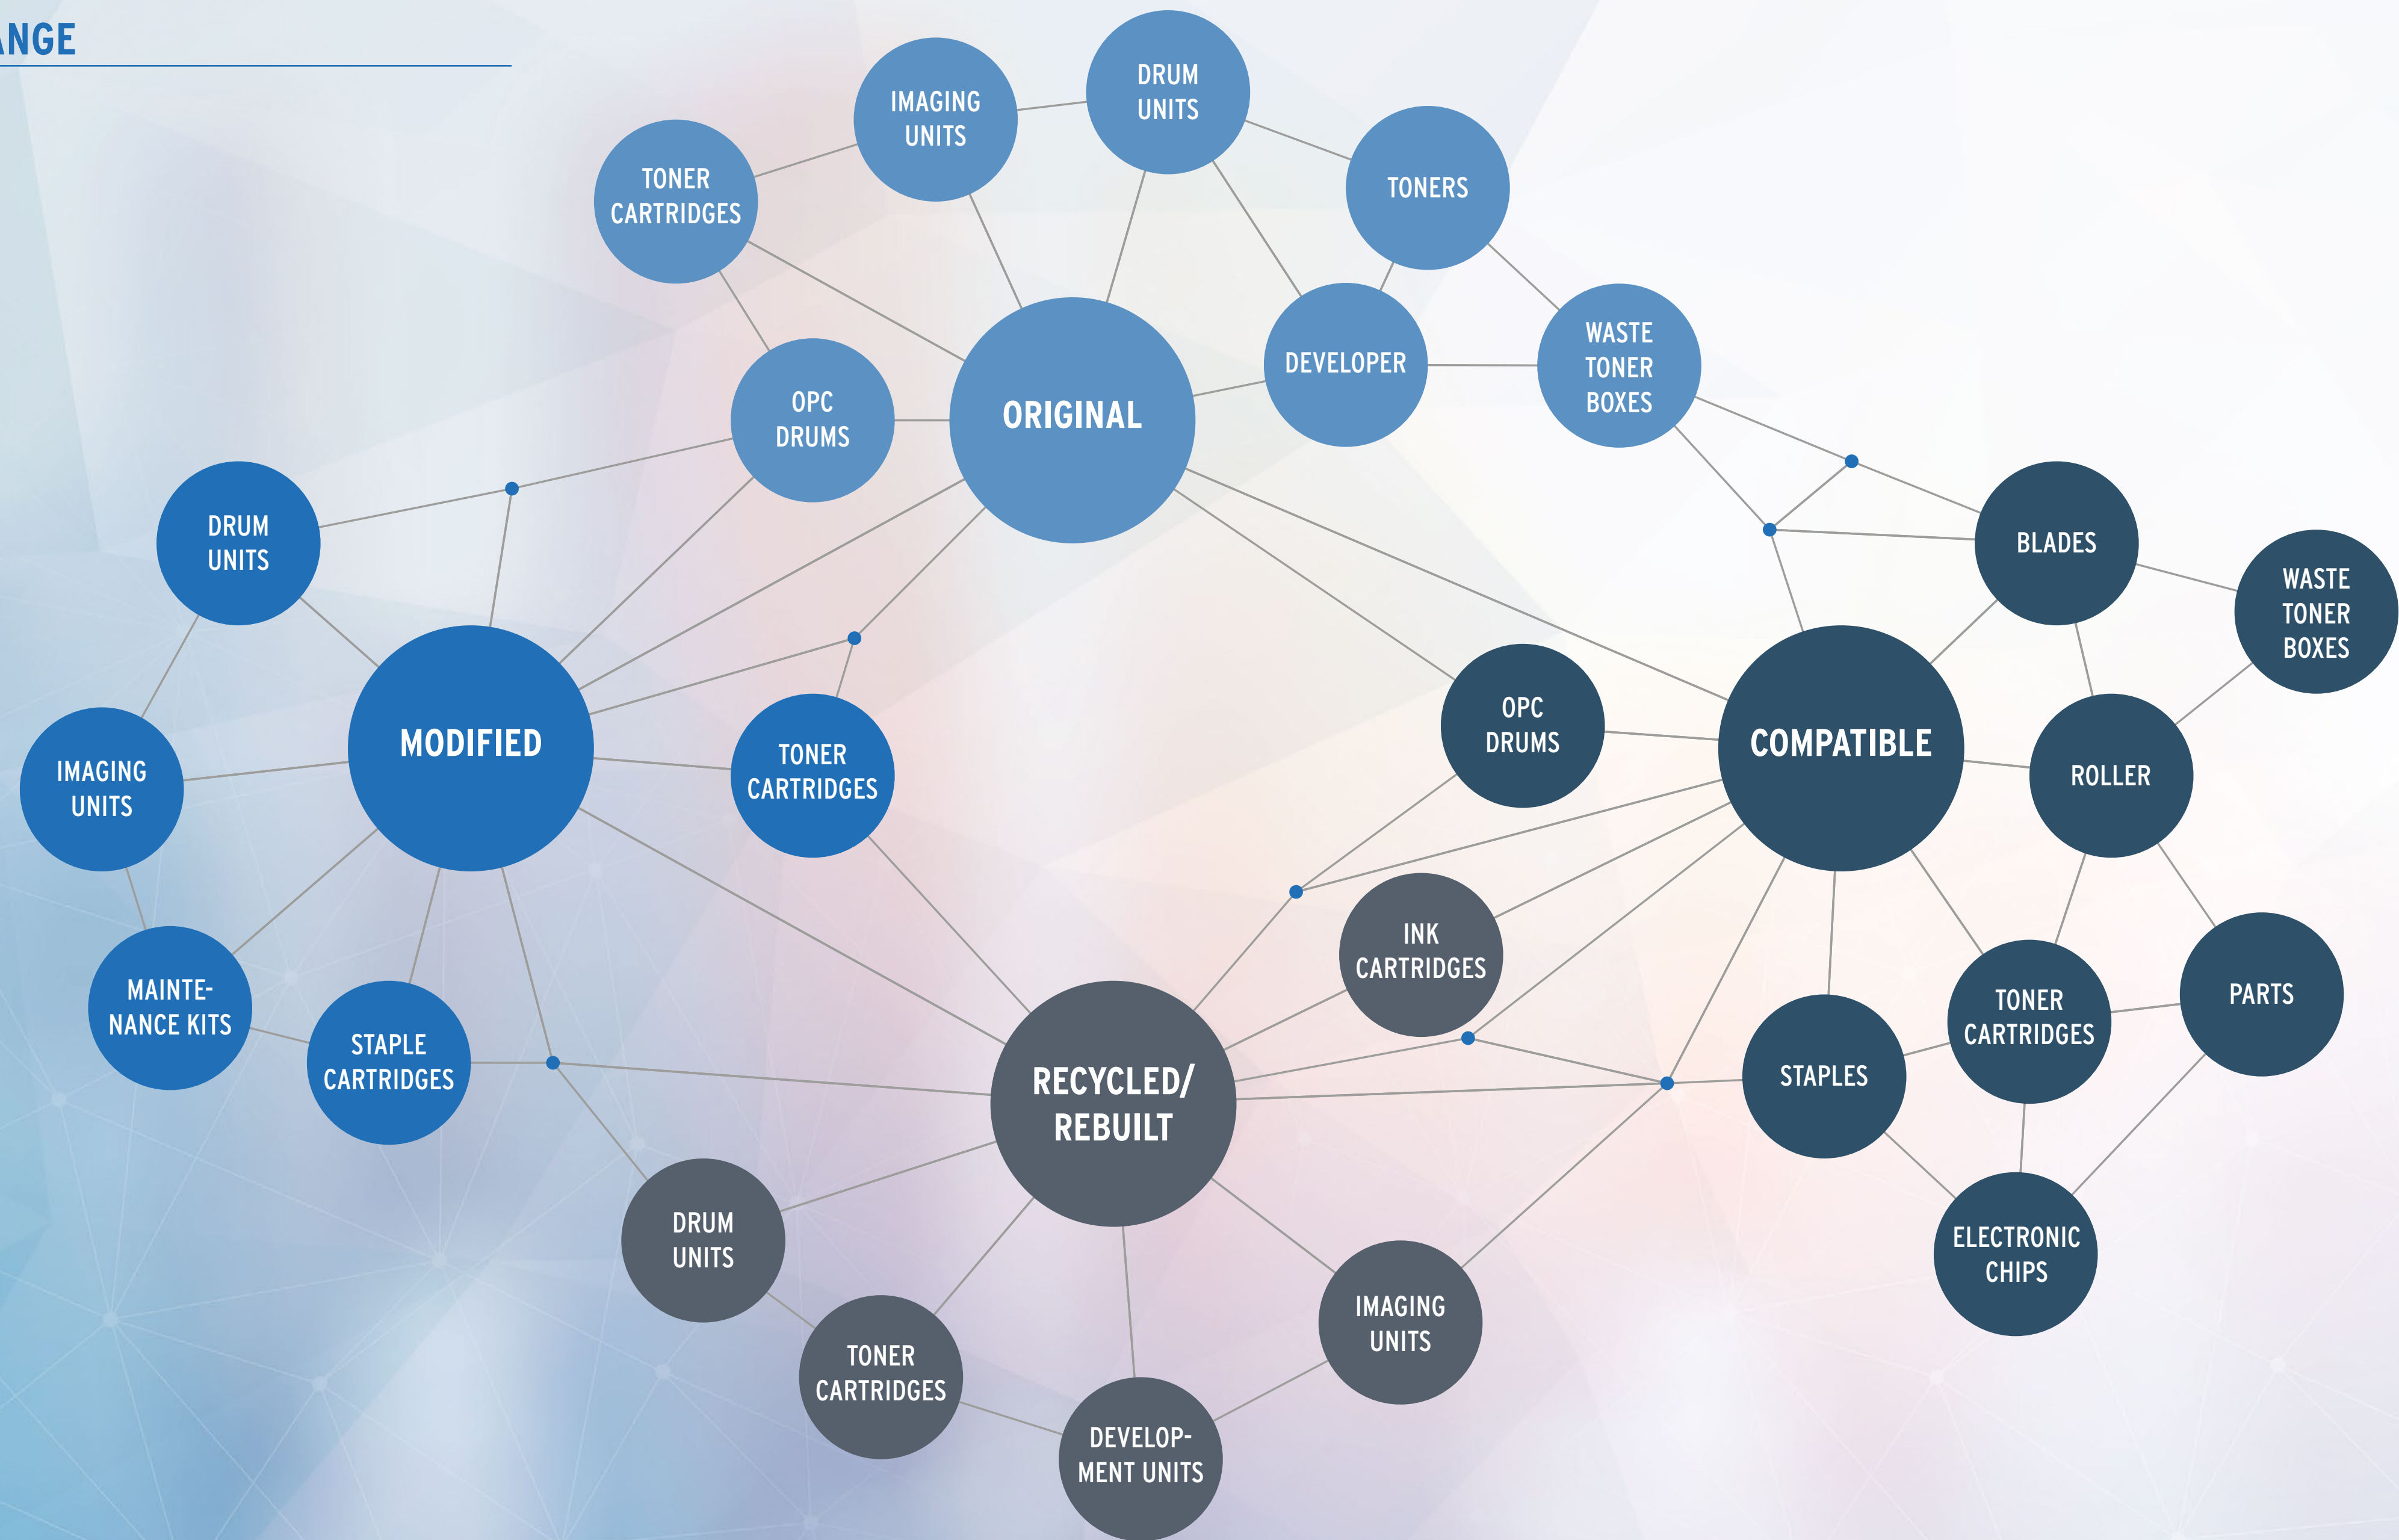 ANGE
DRUM
UNITS
IMAGING
UNITS
TONER
CARTRIDGES
TONERS
WASTE
TONER
BOXES
DEVELOPER
ORIGINAL
OPC
DRUMS
DRUM
UNITS
BLADES
WASTE
TONER
BOXES
OPC
DRUMS
MODIFIED
COMPATIBLE
TONER
CARTRIDGES
ROLLER
IMAGING
UNITS
INK
CARTRIDGES
MAINTE-
NANCE KITS
PARTS
TONER
CARTRIDGES
STAPLE
CARTRIDGES
STAPLES
RECYCLED/
REBUILT
DRUM
UNITS
ELECTRONIC
CHIPS
IMAGING
UNITS
TONER
CARTRIDGES
DEVELOP-
MENT UNITS